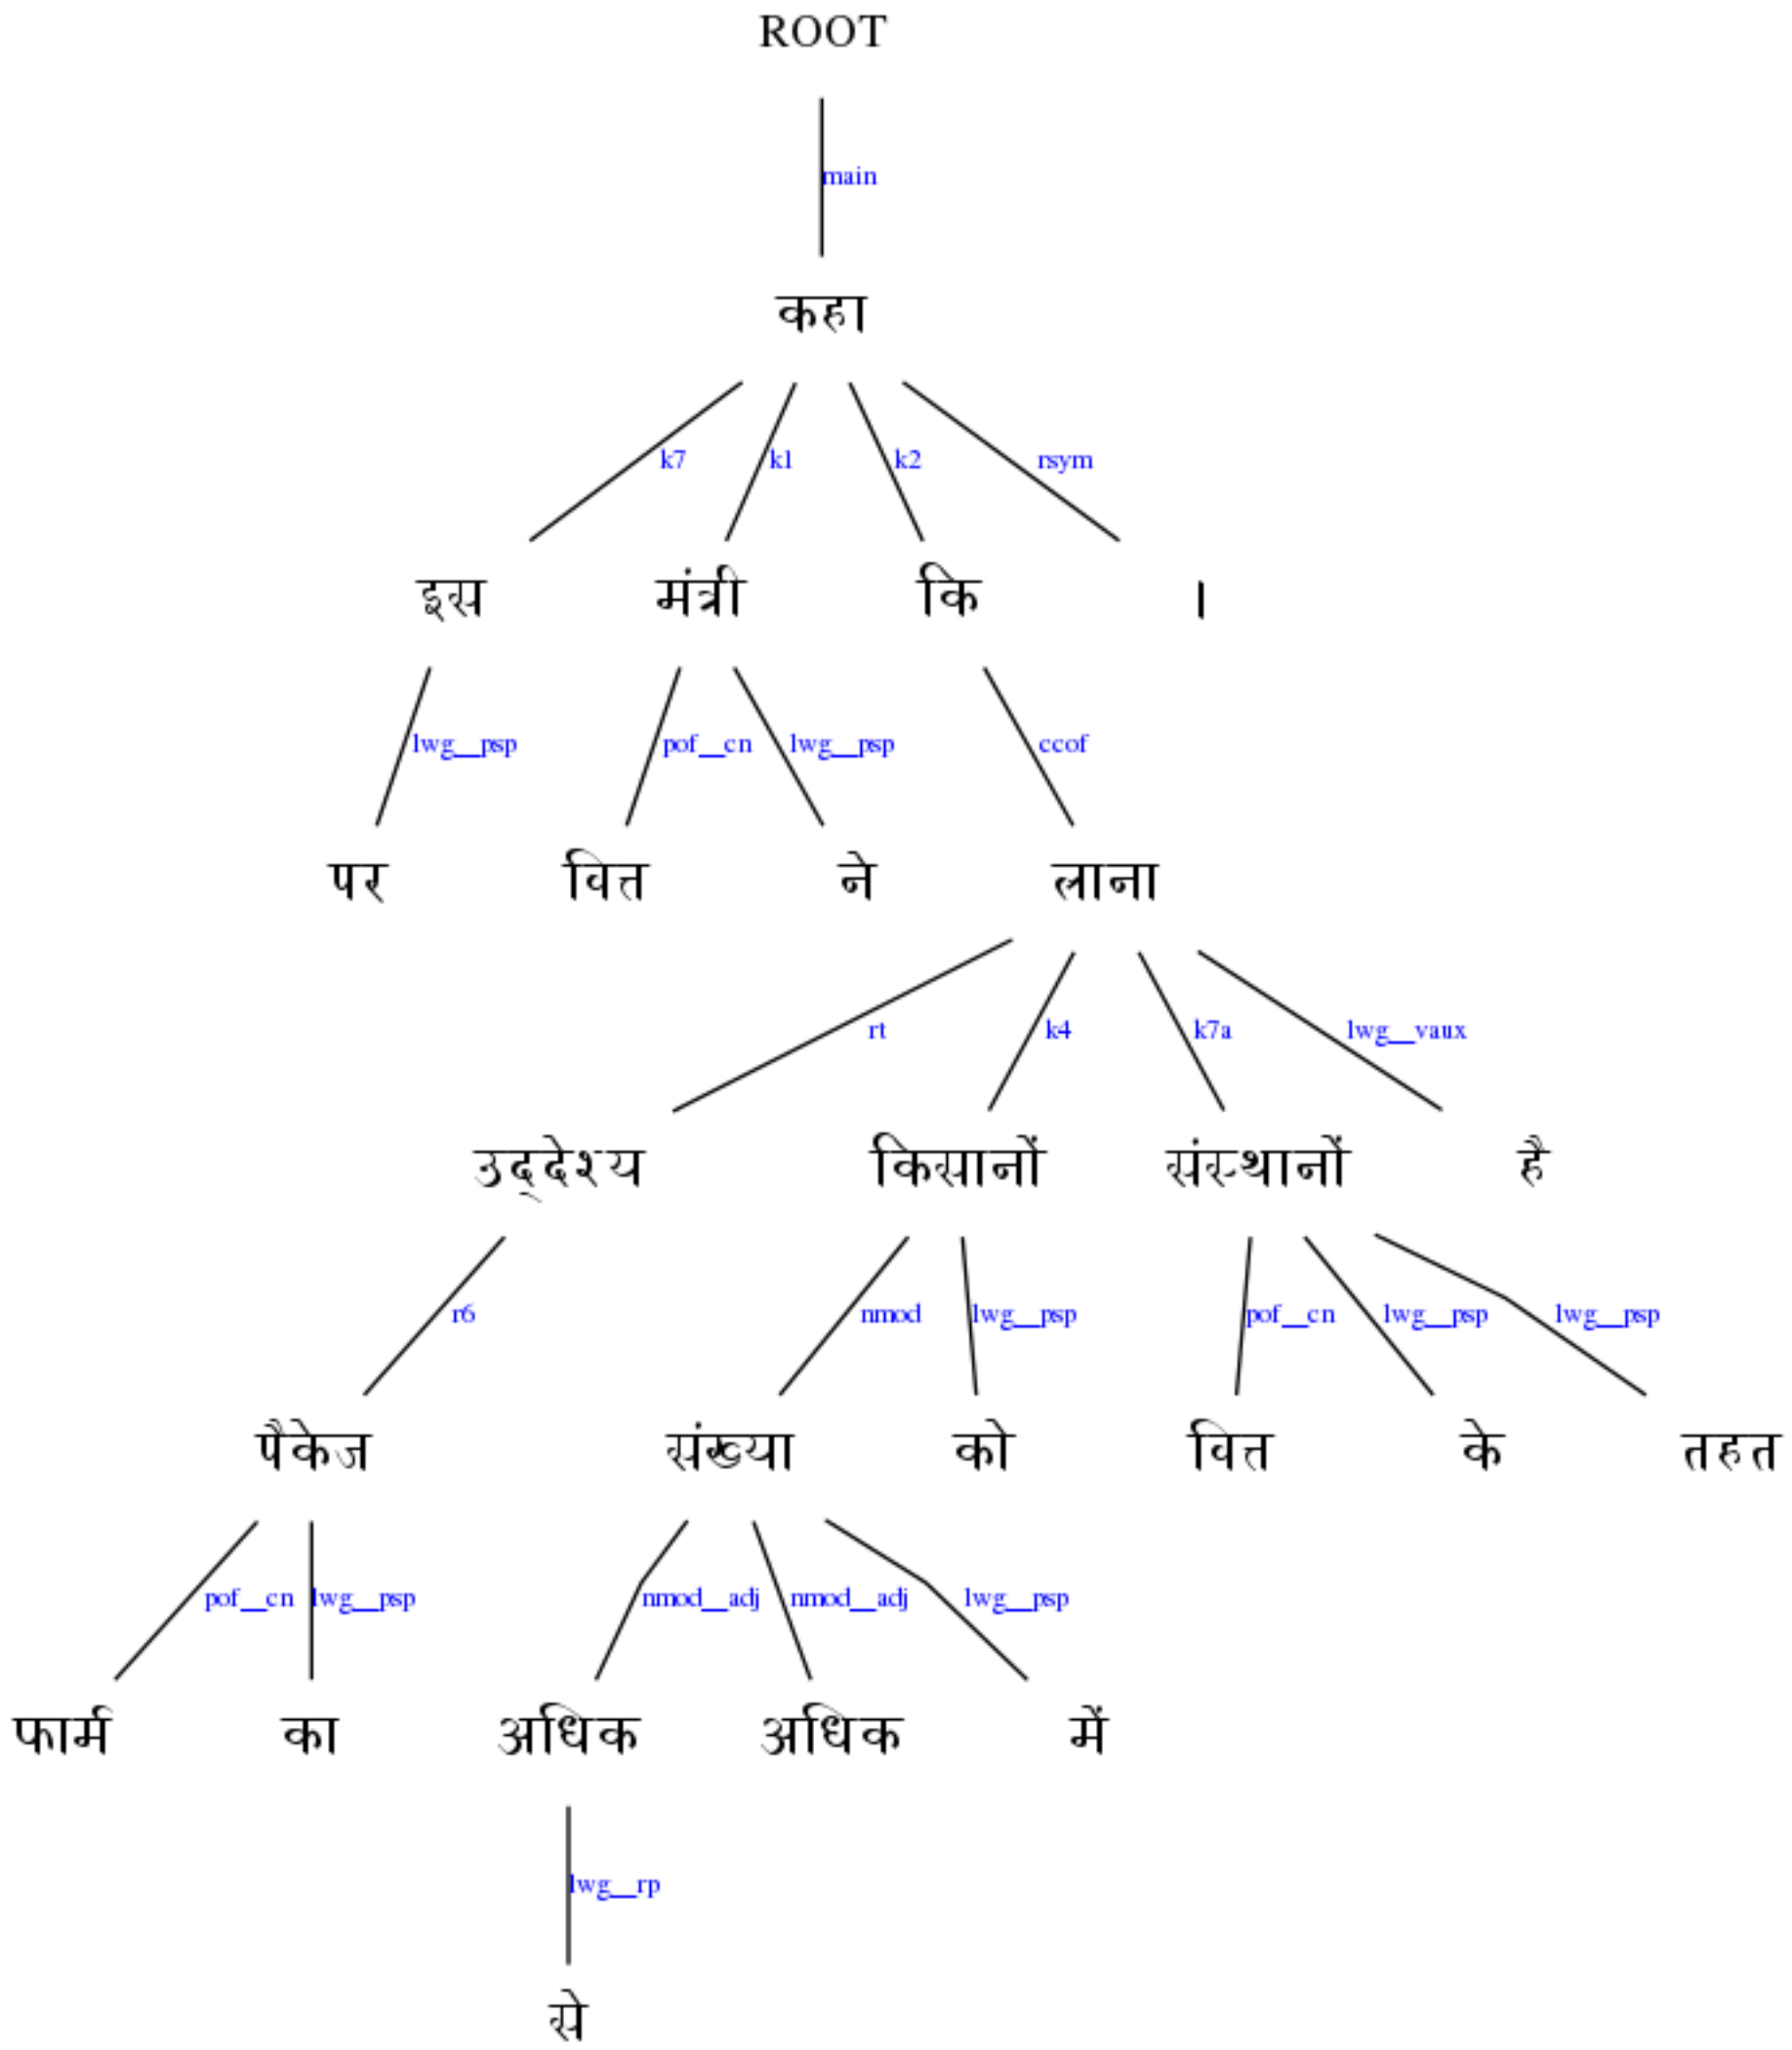 ROOT
main
कहा
k7 k1 k2 rsym
इस मंत्री कि ।
lwg__psp pof__cn lwg__psp ccof
पर वित्त ने लाना
rt k4 k7a lwg__vaux
उद्देश्य किसानों संस्थानों है
r6 nmod lwg__psp pof__cn lwg__psp lwg__psp
पैकेज संख्या को वित्त के तहत
pof__cn lwg__psp nmod__adj nmod__adj lwg__psp
फार्म का अधिक अधिक में
lwg__rp
से